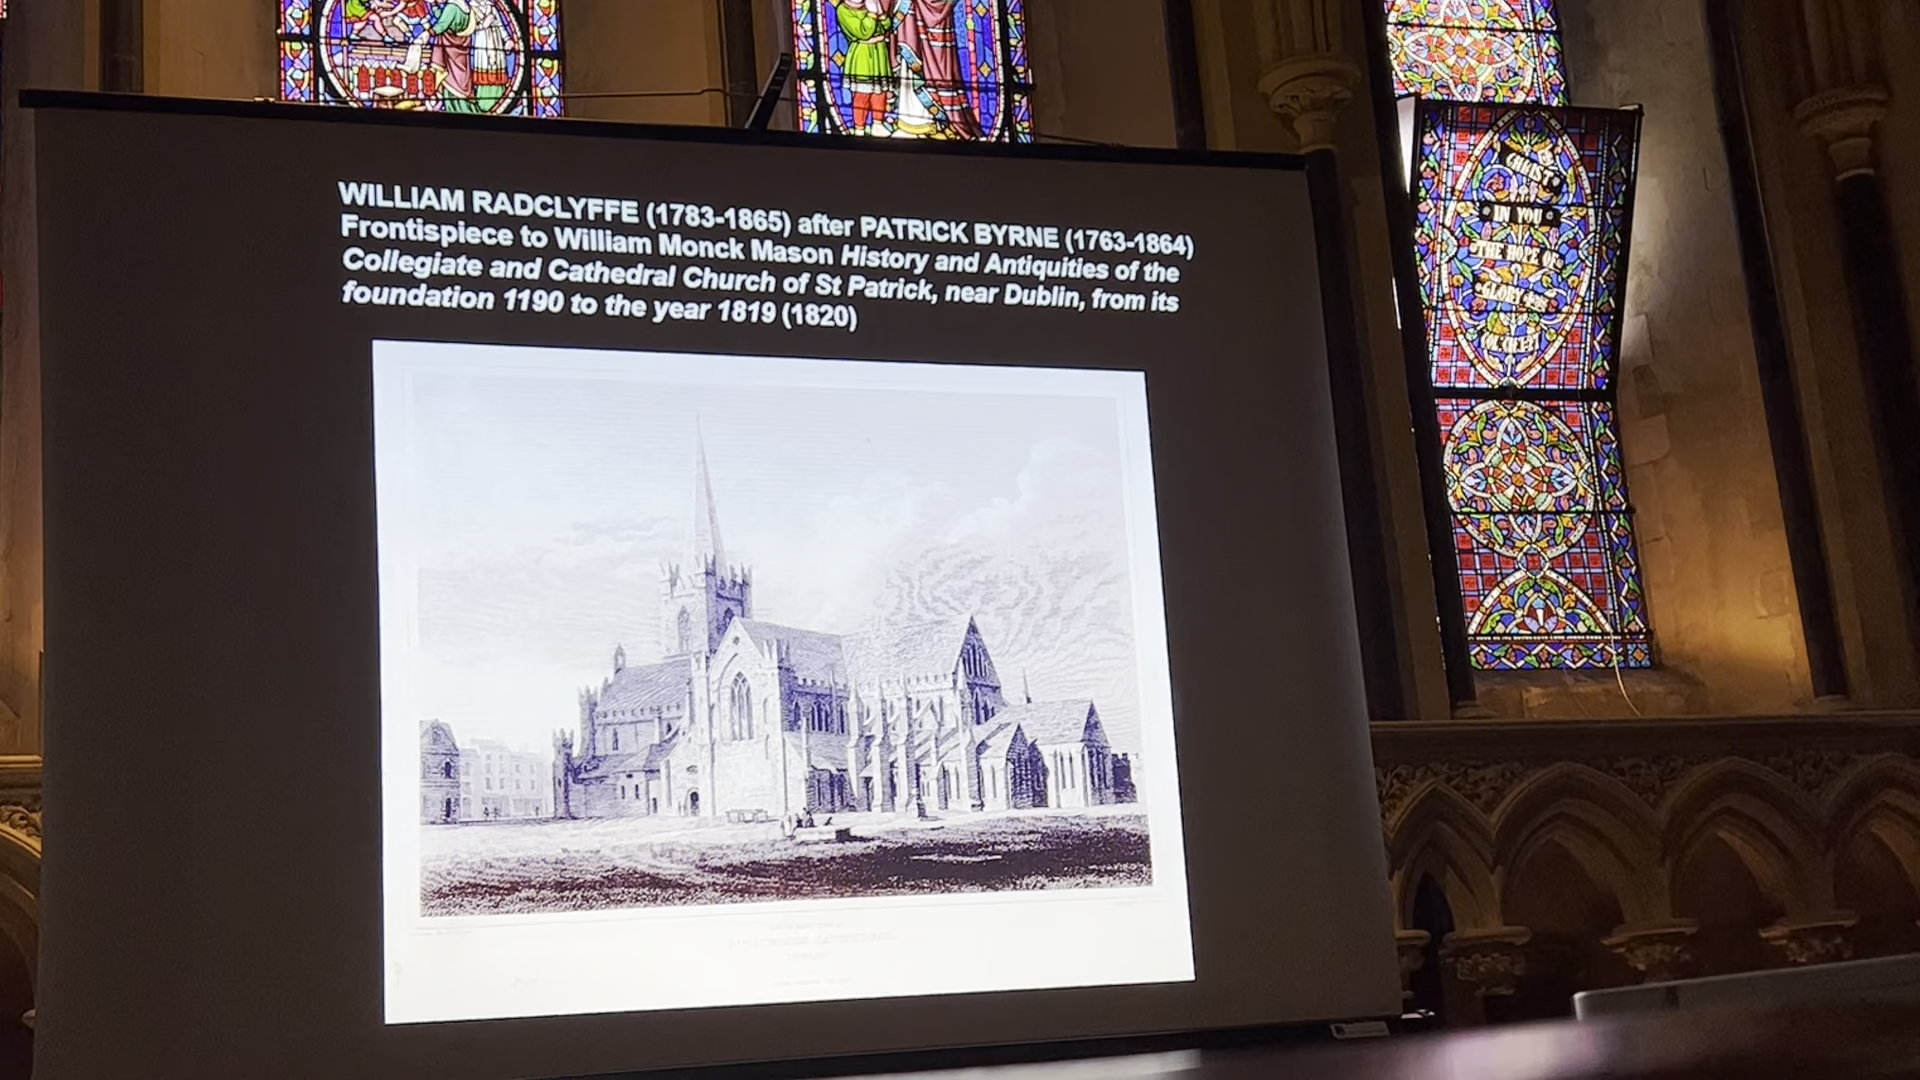 WILLIAM RADCLYFFE (1783-1865) after PATRICK BYRNE (1763-1864)
Frontispiece to William Monck Mason History and Antiquities of the
Collegiate and Cathedral Church of St Patrick, near Dublin, from its
foundation 1190 to the year 1819 (1820)
CHRIST
IN YOU
THE HOPE OF
GLORY